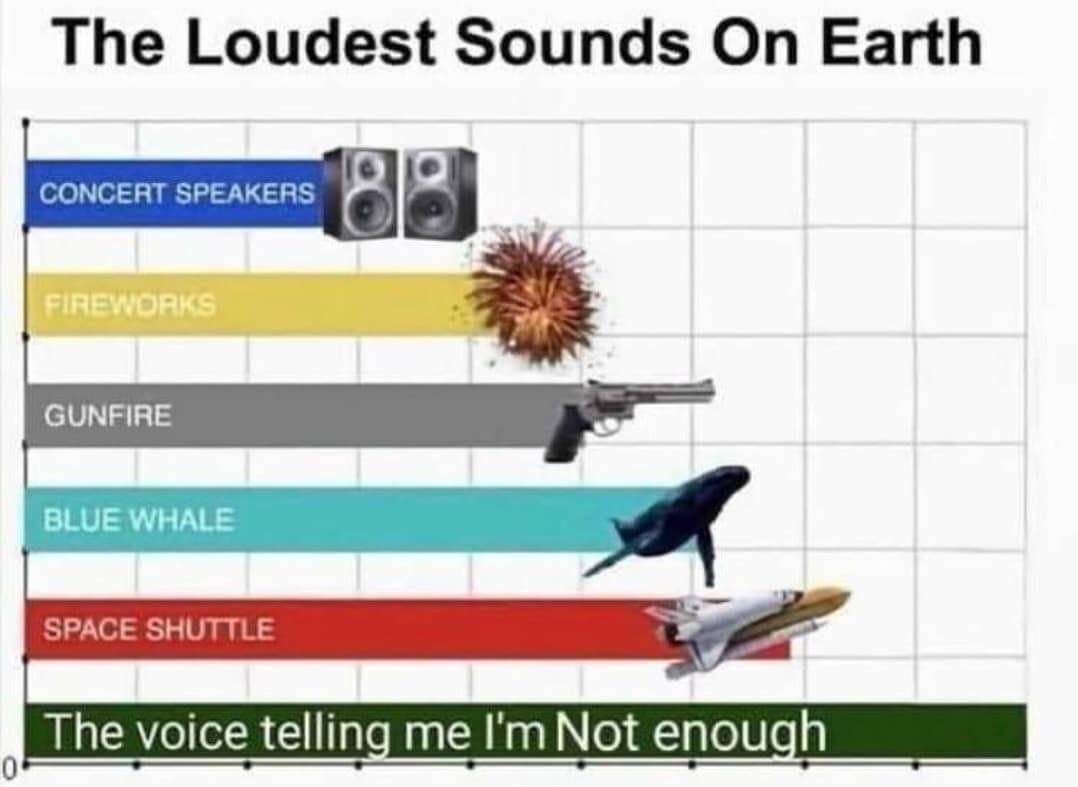 The Loudest Sounds On Earth
CONCERT SPEAKERS
FIREWORKS
GUNFIRE
BLUE WHALE
SPACE SHUTTLE
The voice telling me I'm Not enough
0